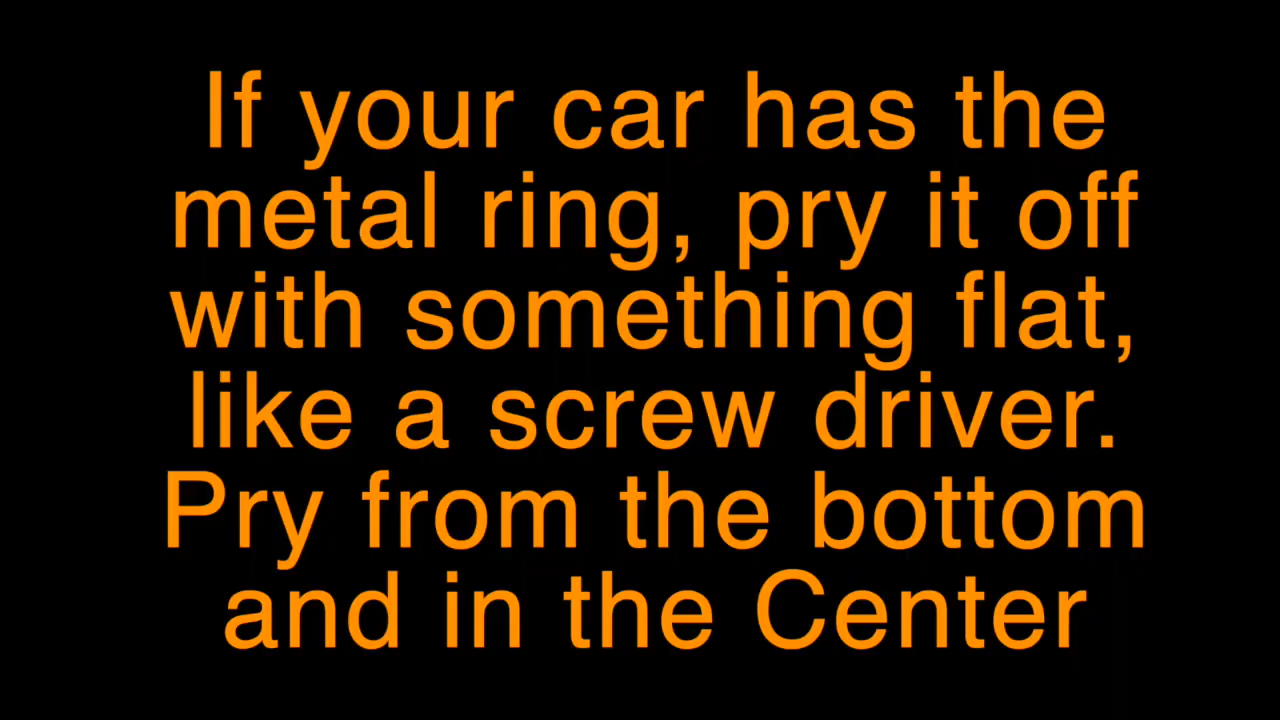 If your car has the
metal ring, pry it off
with something flat,
like a screw driver.
Pry from the bottom
and in the Center